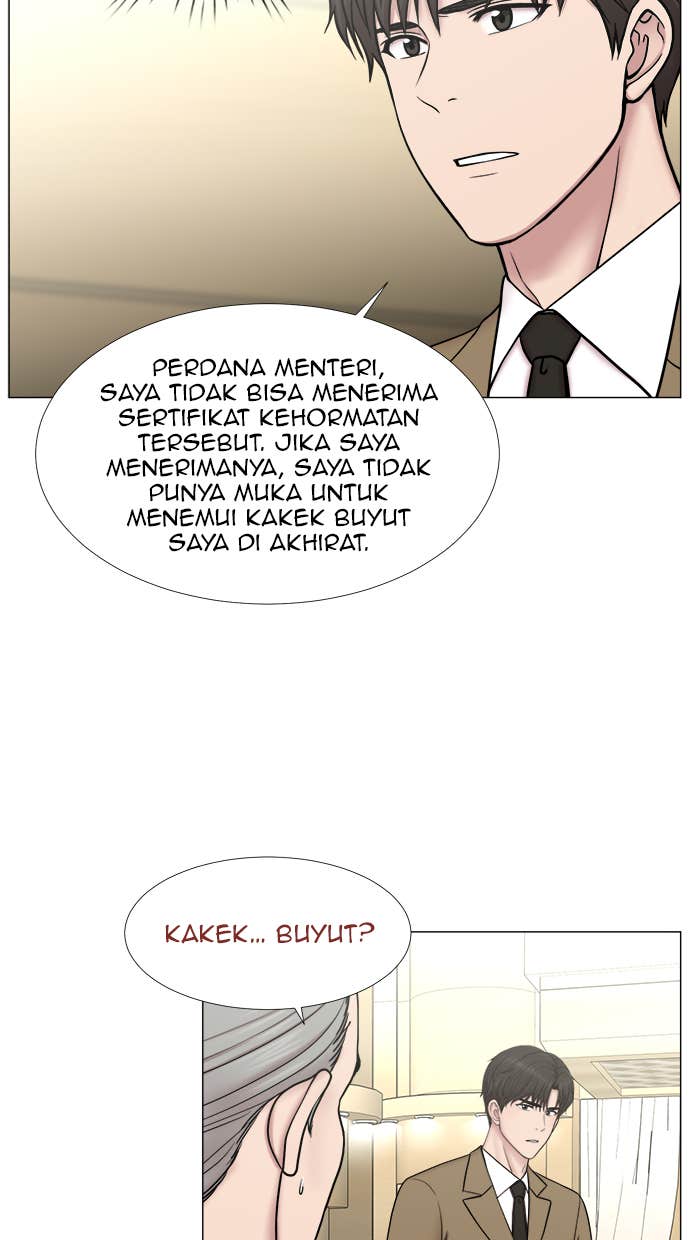 PERDANA MENTERI,
SAYA TIDAK BISA MENERIMA
SERTIFIKAT KEHORMATAN
TERSEBUT. JIKA SAYA
MENERIMANYA, SAYA TIDAK
PUNYA MUKA UNTUK
MENEMUI KAKEK BUYUT
SAYA DI AKHIRAT.
KAKEK... BUYUT?